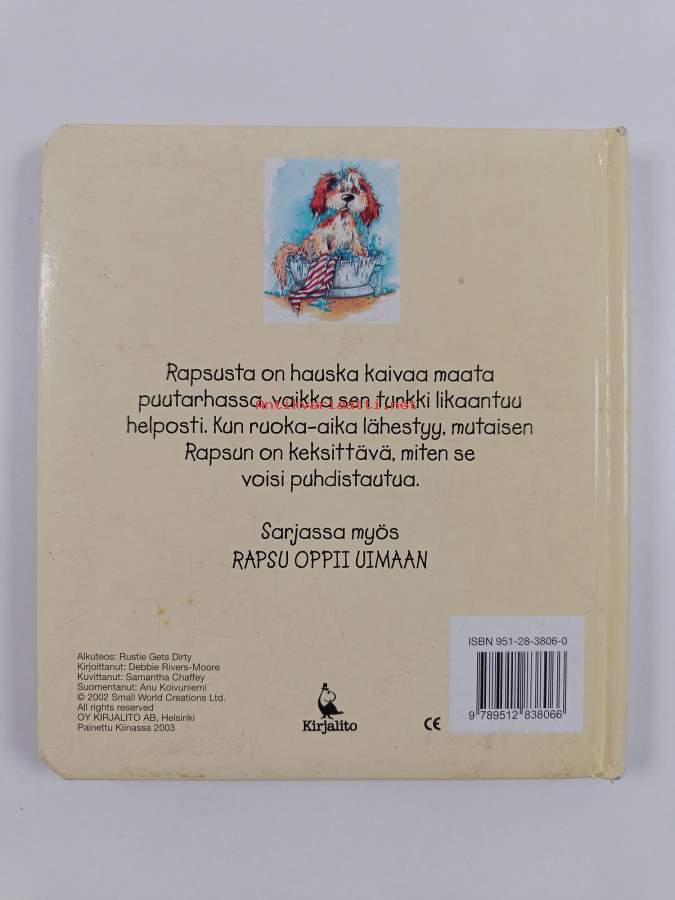 Rapsusta on hauska kaivaa maata
puutarhassa, vaikka sen turkki likaantuu
Antikvariaatti.net
helposti. Kun ruoka-aika lähestyy, mutaisen
Rapsun on keksittävä, miten se
voisi puhdistautua.
Sarjassa myös
RAPSU OPPII UIMAAN
Alkuteos: Rustie Gets Dirty
Kirjoittanut: Debbie Rivers-Moore
Kuvittanut: Samantha Chaffey
Suomentanut: Anu Koivuniemi
© 2002 Small World Creations Ltd.
All rights reserved
OY KIRJALITO AB, Helsinki
Painettu Kiinassa 2003
Kirjalito
CE
ISBN 951-28-3806-0
9 789512 838066